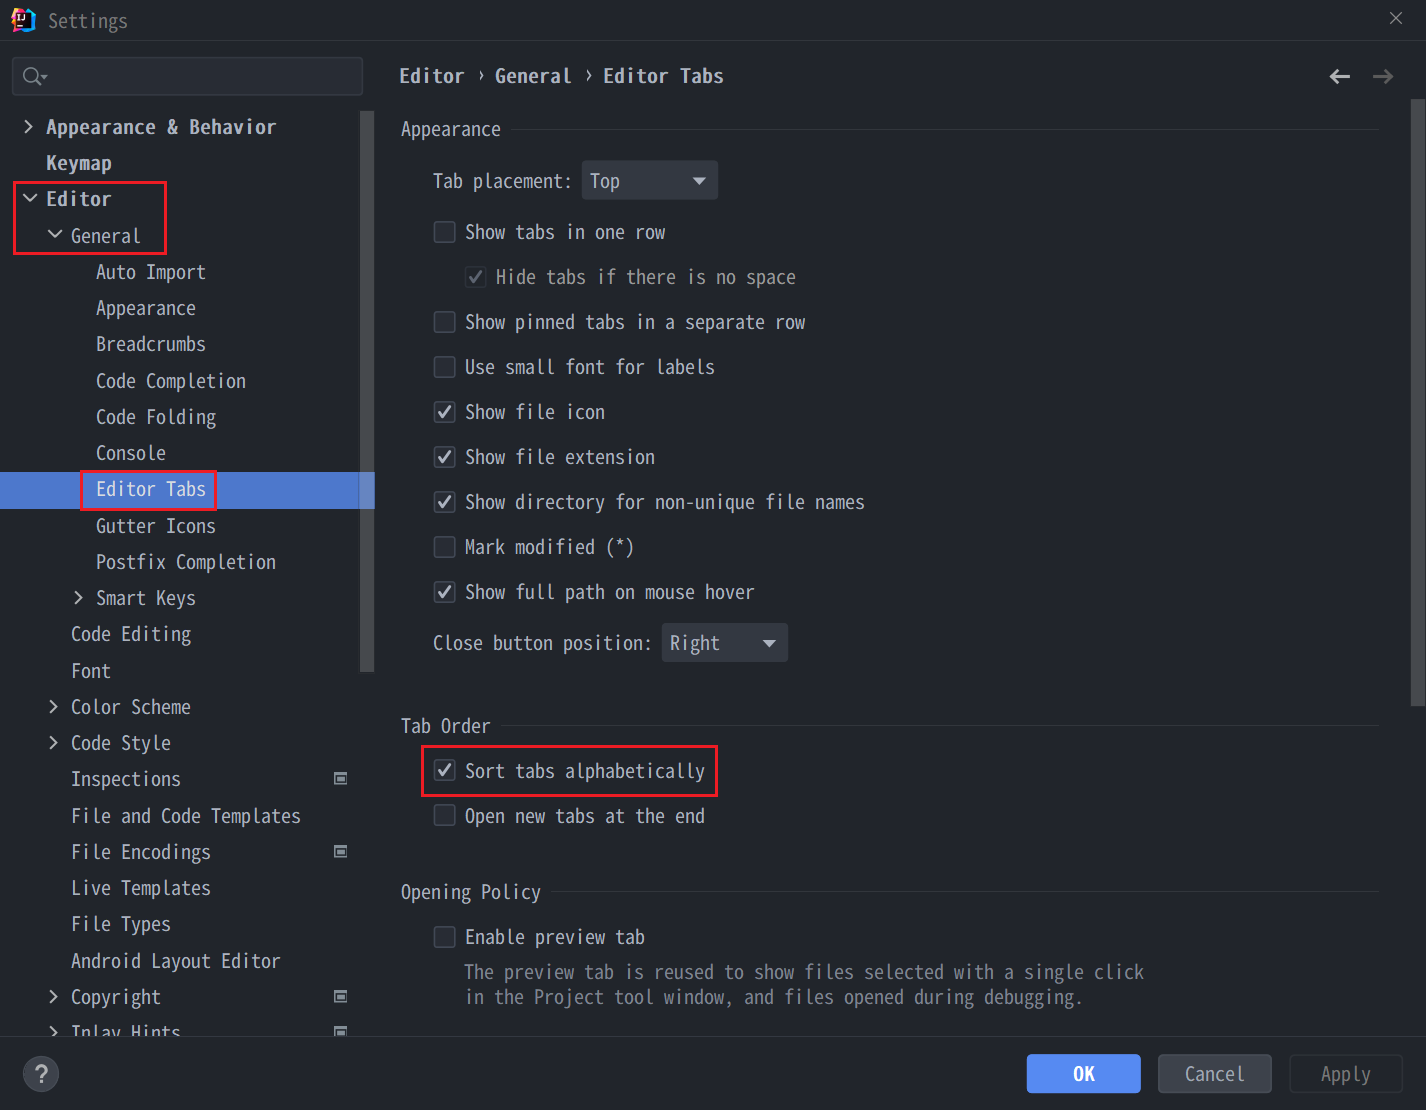 Settings
Editor › General › Editor Tabs
Appearance & Behavior
Keymap
Editor
General
Auto Import
Appearance
Breadcrumbs
Code Completion
Code Folding
Console
Editor Tabs
Gutter Icons
Postfix Completion
Smart Keys
Code Editing
Font
Color Scheme
Code Style
Inspections
File and Code Templates
File Encodings
Live Templates
File Types
Android Layout Editor
Copyright
Inlay Hints
Appearance
Tab placement: Top
Show tabs in one row
Hide tabs if there is no space
Show pinned tabs in a separate row
Use small font for labels
Show file icon
Show file extension
Show directory for non-unique file names
Mark modified (*)
Show full path on mouse hover
Close button position: Right
Tab Order
Sort tabs alphabetically
Open new tabs at the end
Opening Policy
Enable preview tab
The preview tab is reused to show files selected with a single click
in the Project tool window, and files opened during debugging.
?
OK
Cancel
Apply